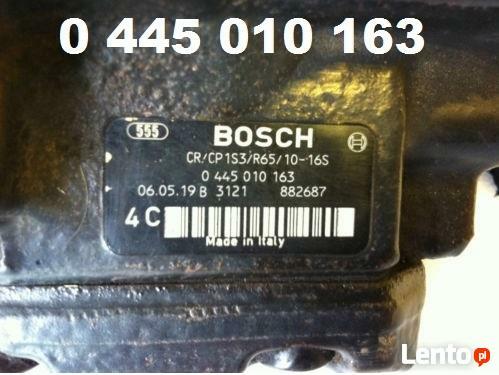 0 445 010 163
555 BOSCH
CR/CP1S3/R65/10-16S
0 445 010 163
06.05.19 B 3121 882687
4 C
Made in Italy
Lento pl